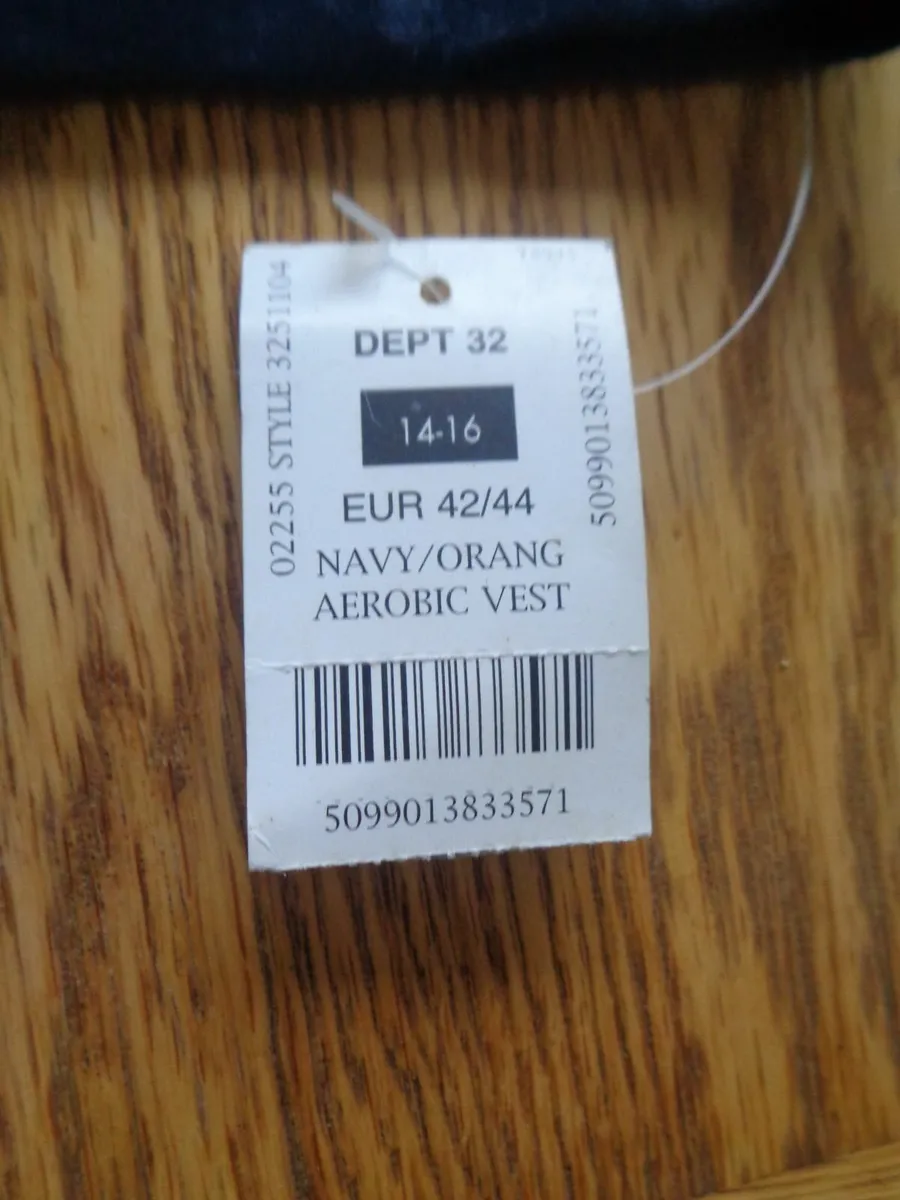 DEPT 32
14-16
EUR 42/44
NAVY/ORANG
AEROBIC VEST
02255 STYLE 3251104
5099013833571
5099013833571